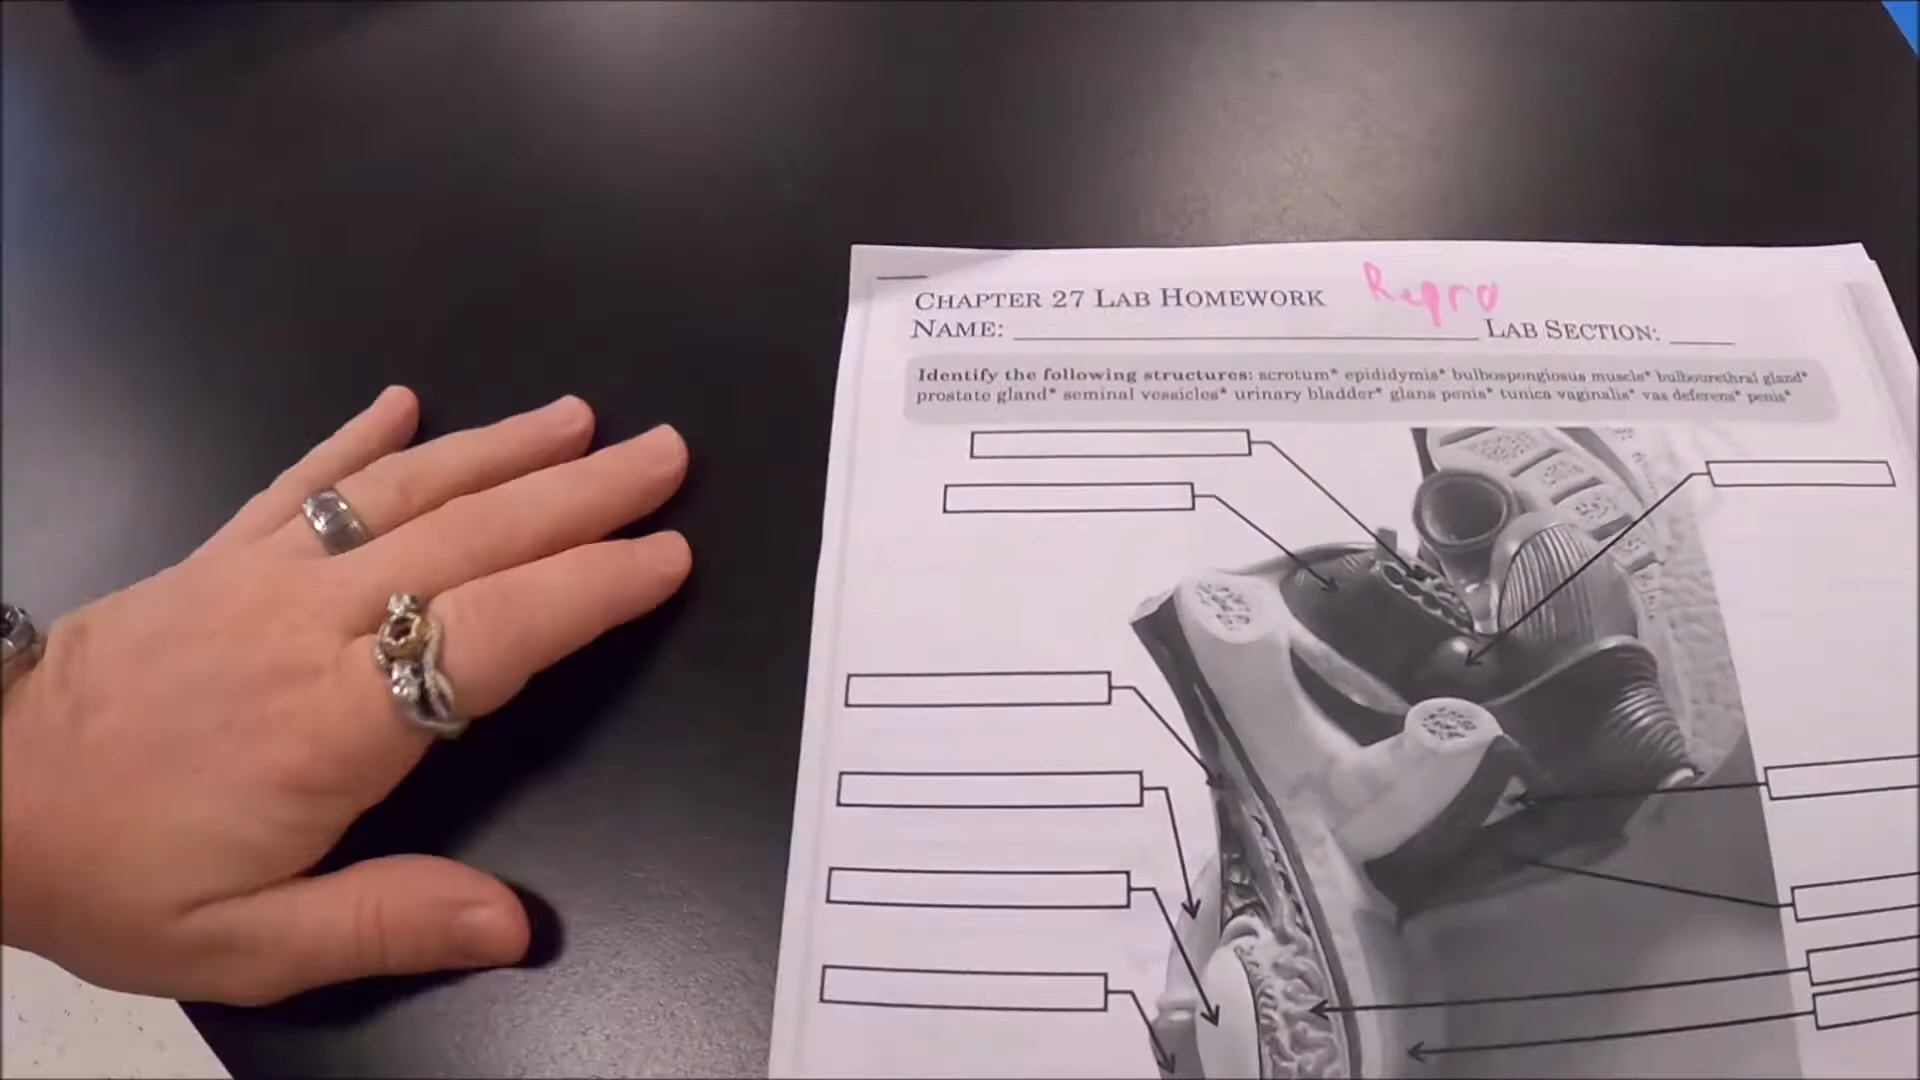 CHAPTER 27 LAB HOMEWORK Repro
NAME: LAB SECTION:
Identify the following structures: scrotum* epididymis* bulbospongiosus muscle* bulbourethral gland*
prostate gland* seminal vessicles* urinary bladder* glans penis* tunica vaginalis* vas deferens* penis*